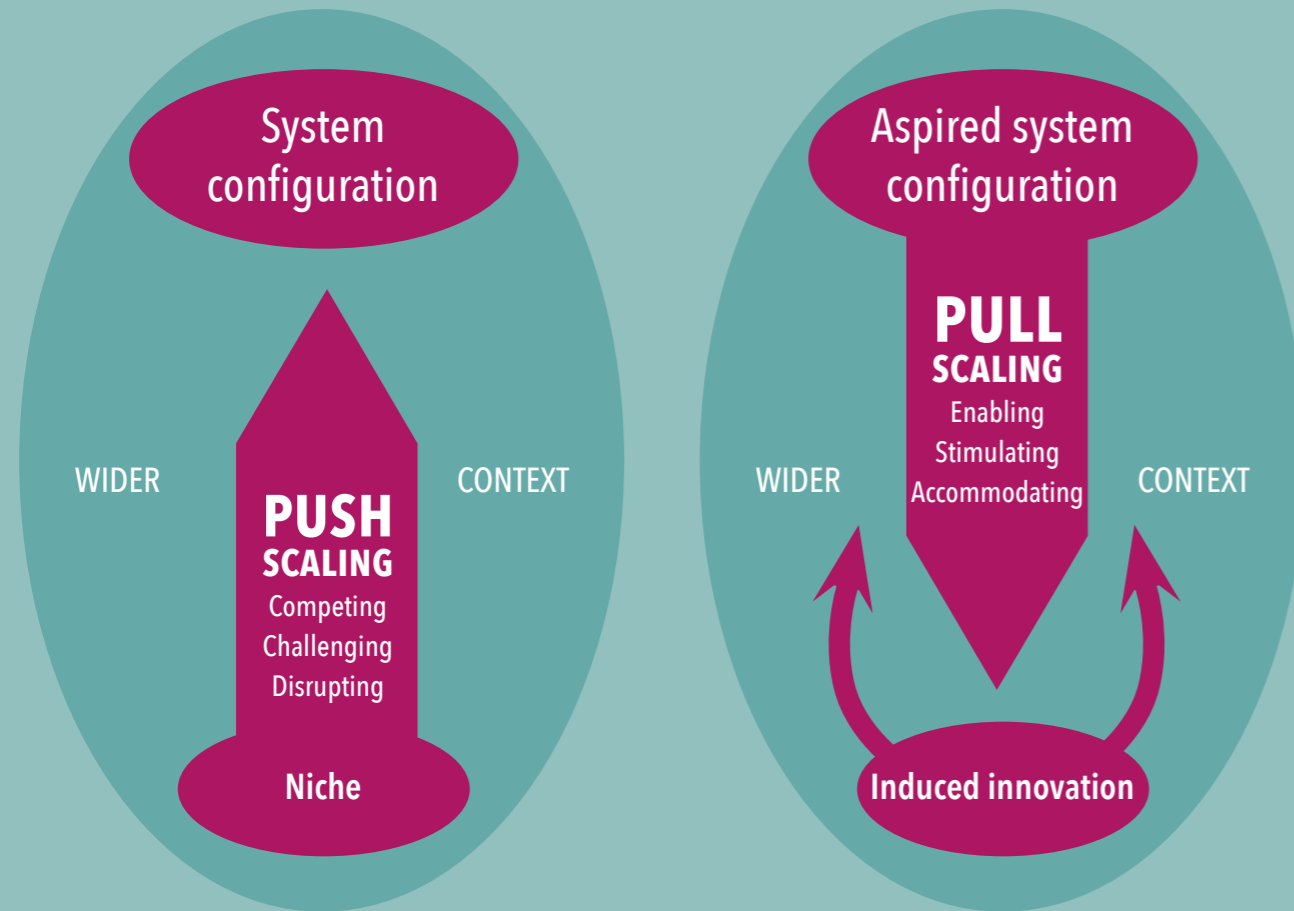 System
configuration
WIDER
CONTEXT
PUSH
SCALING
Competing
Challenging
Disrupting
Niche
Aspired system
configuration
PULL
SCALING
Enabling
Stimulating
Accommodating
WIDER
CONTEXT
Induced innovation